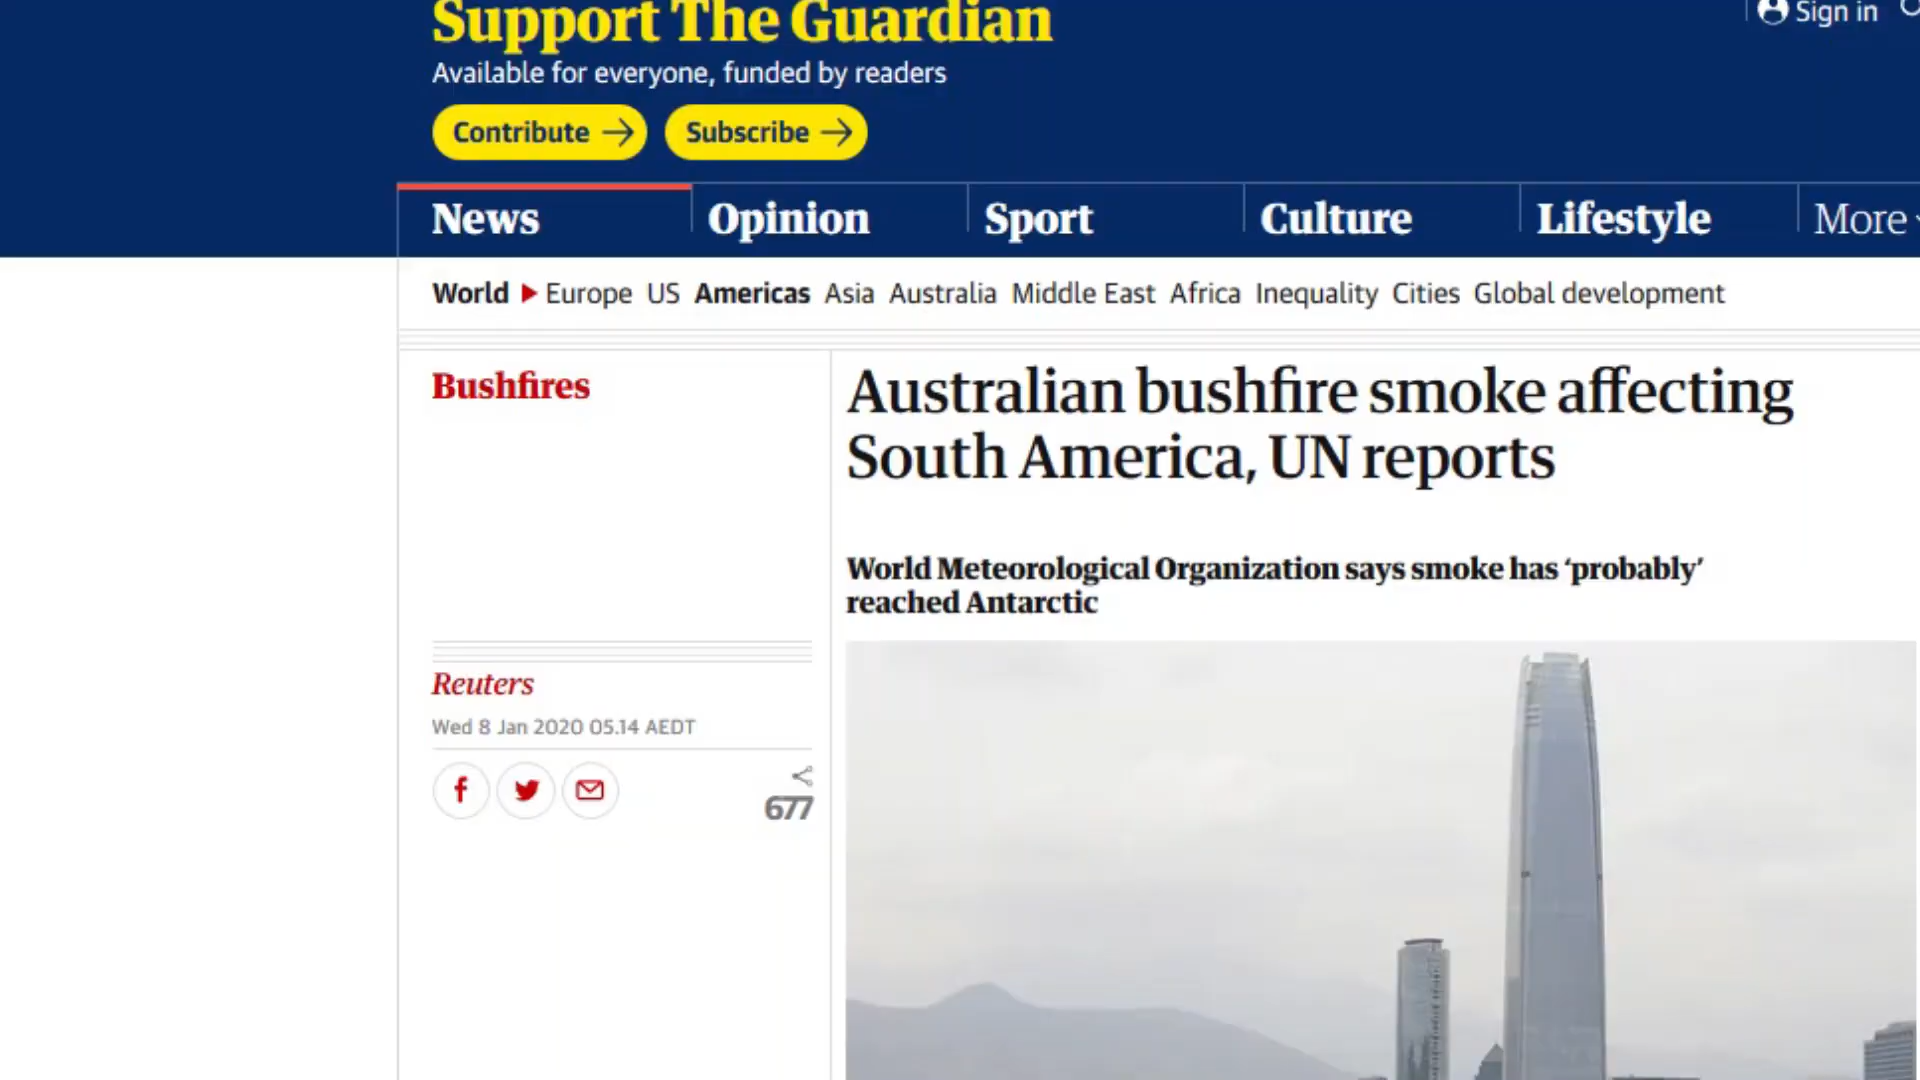 Support The Guardian
Sign in
Available for everyone, funded by readers
Contribute
Subscribe
News
Opinion
Sport
Culture
Lifestyle
More
World
Europe
US
Americas
Asia
Australia
Middle East
Africa
Inequality
Cities
Global development
Bushfires
Australian bushfire smoke affecting
South America, UN reports
World Meteorological Organization says smoke has ‘probably’
reached Antarctic
Reuters
Wed 8 Jan 2020 05.14 AEDT
677